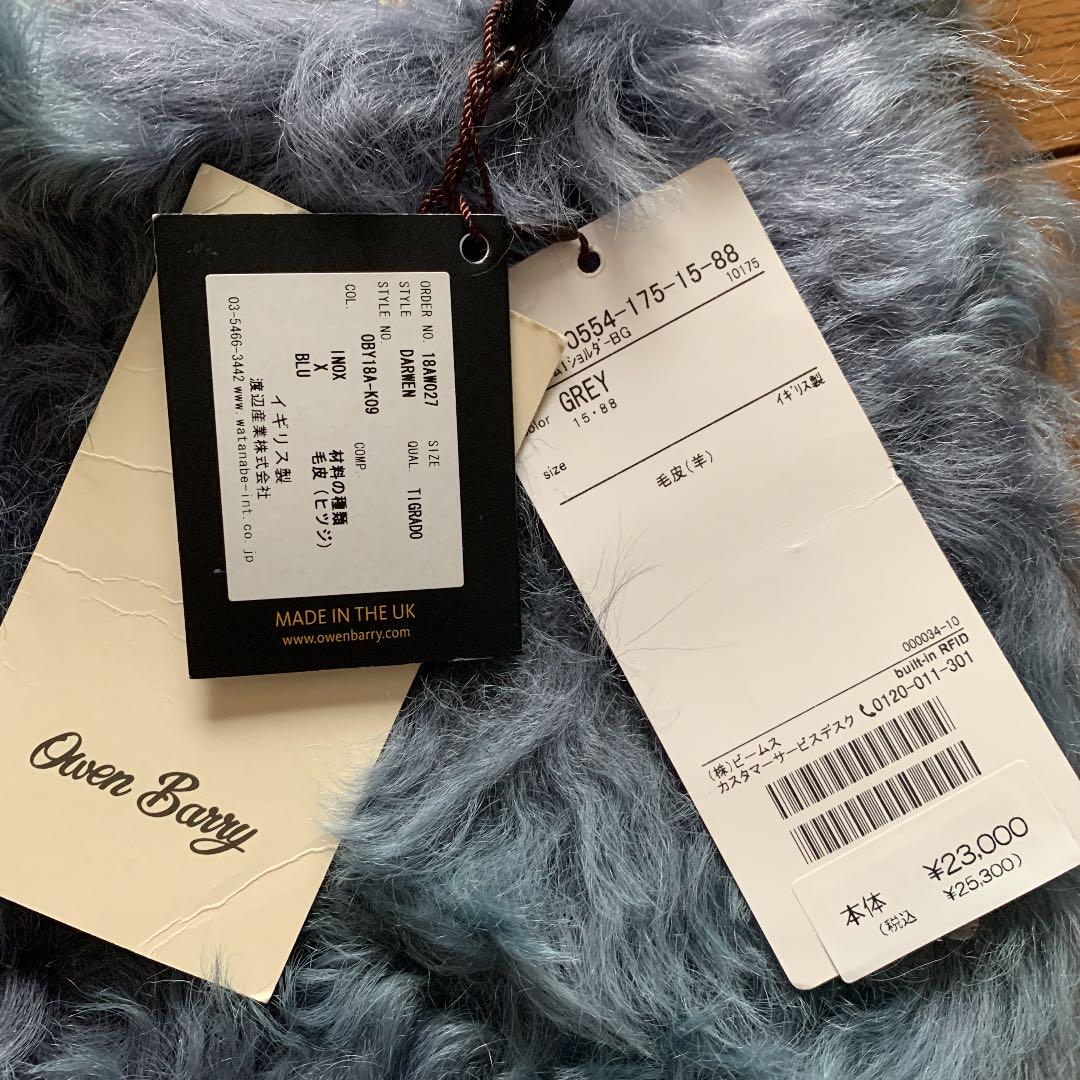 Owen Barry
ORDER NO. 18AW027 SIZE
STYLE DARWEN QUAL. TIGRADO
STYLE NO.
OBY18A-K09 COMP.
COL. INOX 材料の種類
X 毛皮(ヒツジ)
BLU
イギリス製
渡辺産業株式会社
03-5466-3442 www.watanabe-int.co.jp
MADE IN THE UK
www.owenbarry.com
0554-175-15-88
10175
ショルダーBG
GREY
15・88
イギリス製
size
毛皮(羊)
000034-10
built-in RFID
(株)ビームス
カスタマーサービスデスク 0120-011-301
本体 ¥23,000
(税込 ¥25,300)